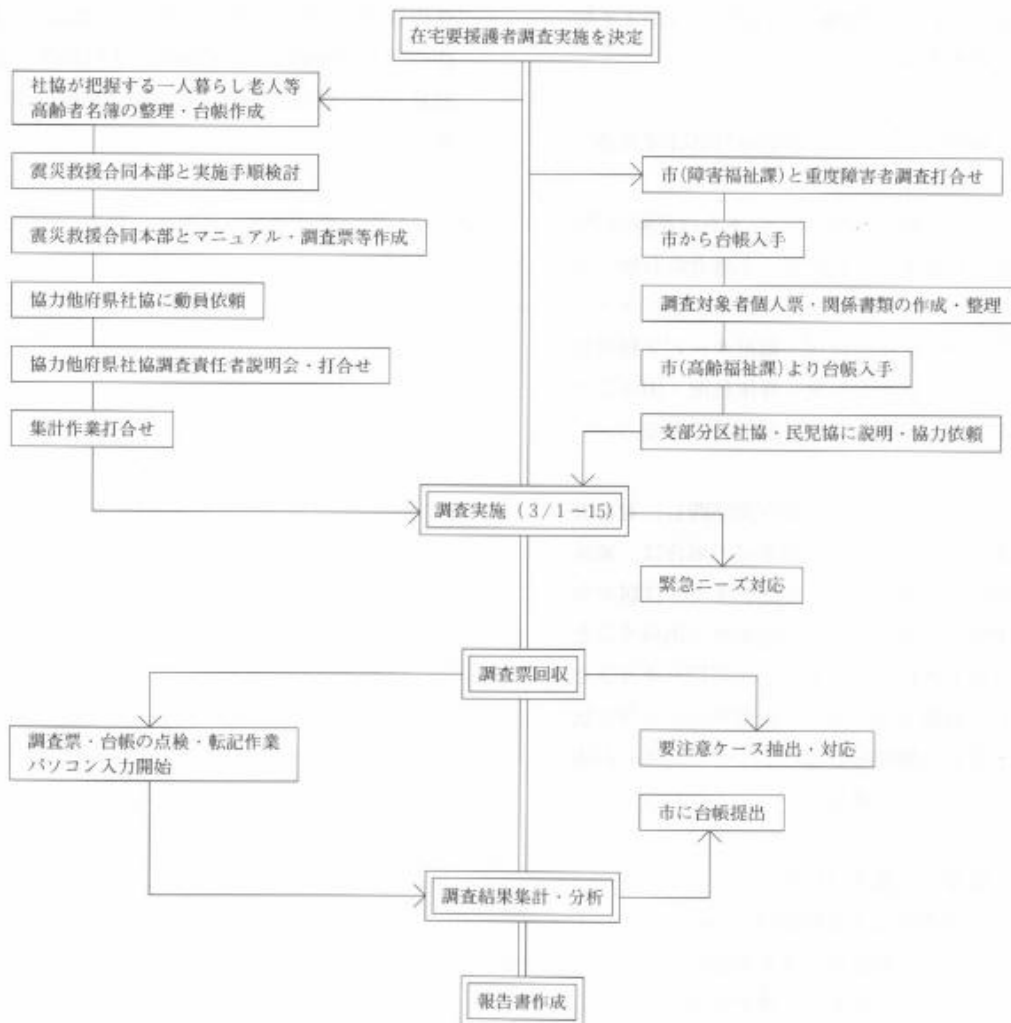 在宅要援護者調査実施を決定
社協が把握する一人暮らし老人等
高齢者名簿の整理・台帳作成
震災救援合同本部と実施手順検討
震災救援合同本部とマニュアル・調査票等作成
協力他府県社協に動員依頼
協力他府県社協調査責任者説明会・打合せ
集計作業打合せ
市(障害福祉課)と重度障害者調査打合せ
市から台帳入手
調査対象者個人票・関係書類の作成・整理
市(高齢福祉課)より台帳入手
支部分区社協・民児協に説明・協力依頼
調査実施(3/1~15)
緊急ニーズ対応
調査票回収
調査票・台帳の点検・転記作業
パソコン入力開始
要注意ケース抽出・対応
市に台帳提出
調査結果集計・分析
報告書作成